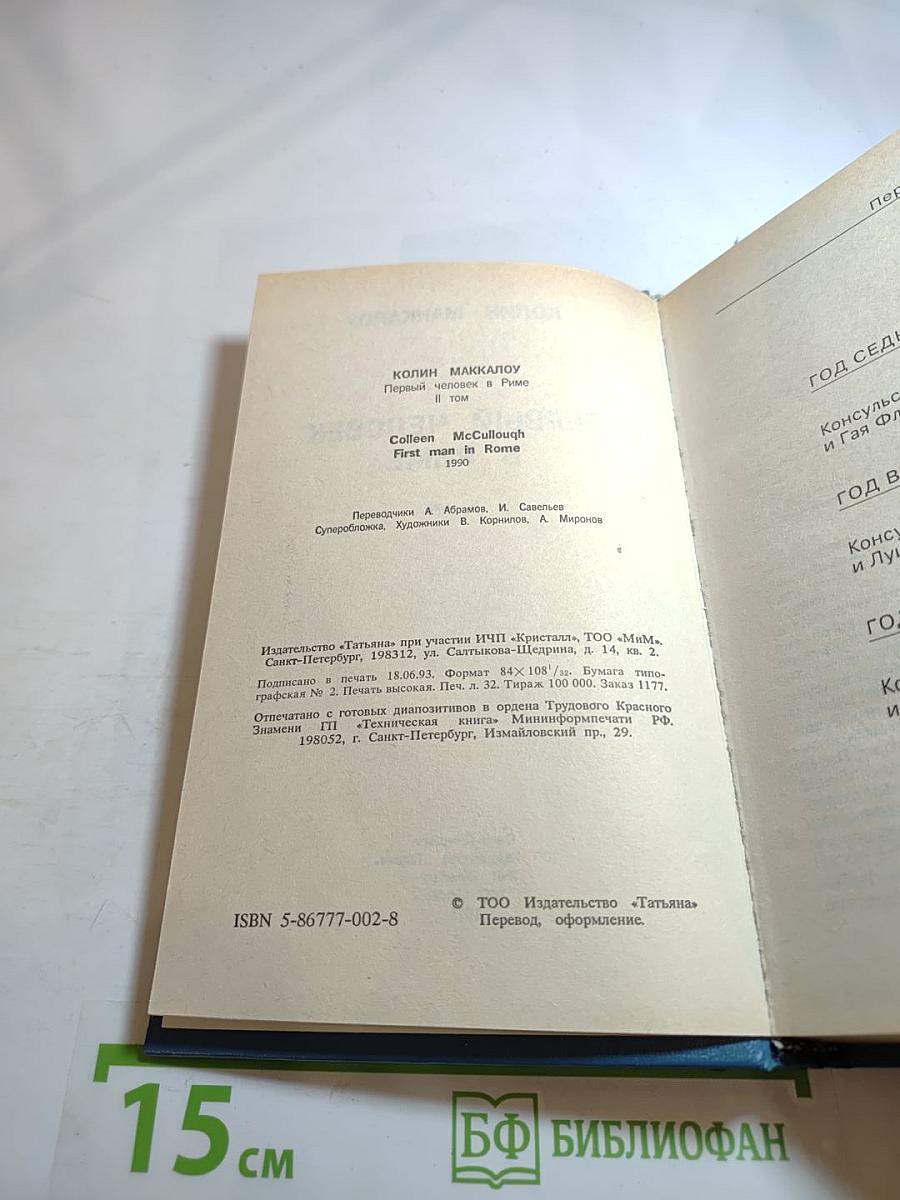 КОЛИН МАККАЛОУ
Первый человек в Риме
II том
Colleen McCullouqh
First man in Rome
1990
Переводчики А. Абрамов, И. Савельев
Суперобложка, Художники В. Корнилов, А. Миронов
Издательство «Татьяна» при участии ИЧП «Кристалл», ТОО «МиМ».
Санкт-Петербург, 198312, ул. Салтыкова-Щедрина, д. 14, кв. 2.
Подписано в печать 18.06.93. Формат 84×108¹/₃₂. Бумага типо-
графская № 2. Печать высокая. Печ. л. 32. Тираж 100 000. Заказ 1177.
Отпечатано с готовых диапозитивов в ордена Трудового Красного
Знамени ГП «Техническая книга» Мининформпечати РФ.
198052, г. Санкт-Петербург, Измайловский пр., 29.
© ТОО Издательство «Татьяна»
Перевод, оформление.
ISBN 5-86777-002-8
Пер
ГОД СЕДЬ
Консульс
и Гая Фл
ГОД В
Консу
и Луц
ГОД
Ко
и
15 см
БФ БИБЛИОФАН